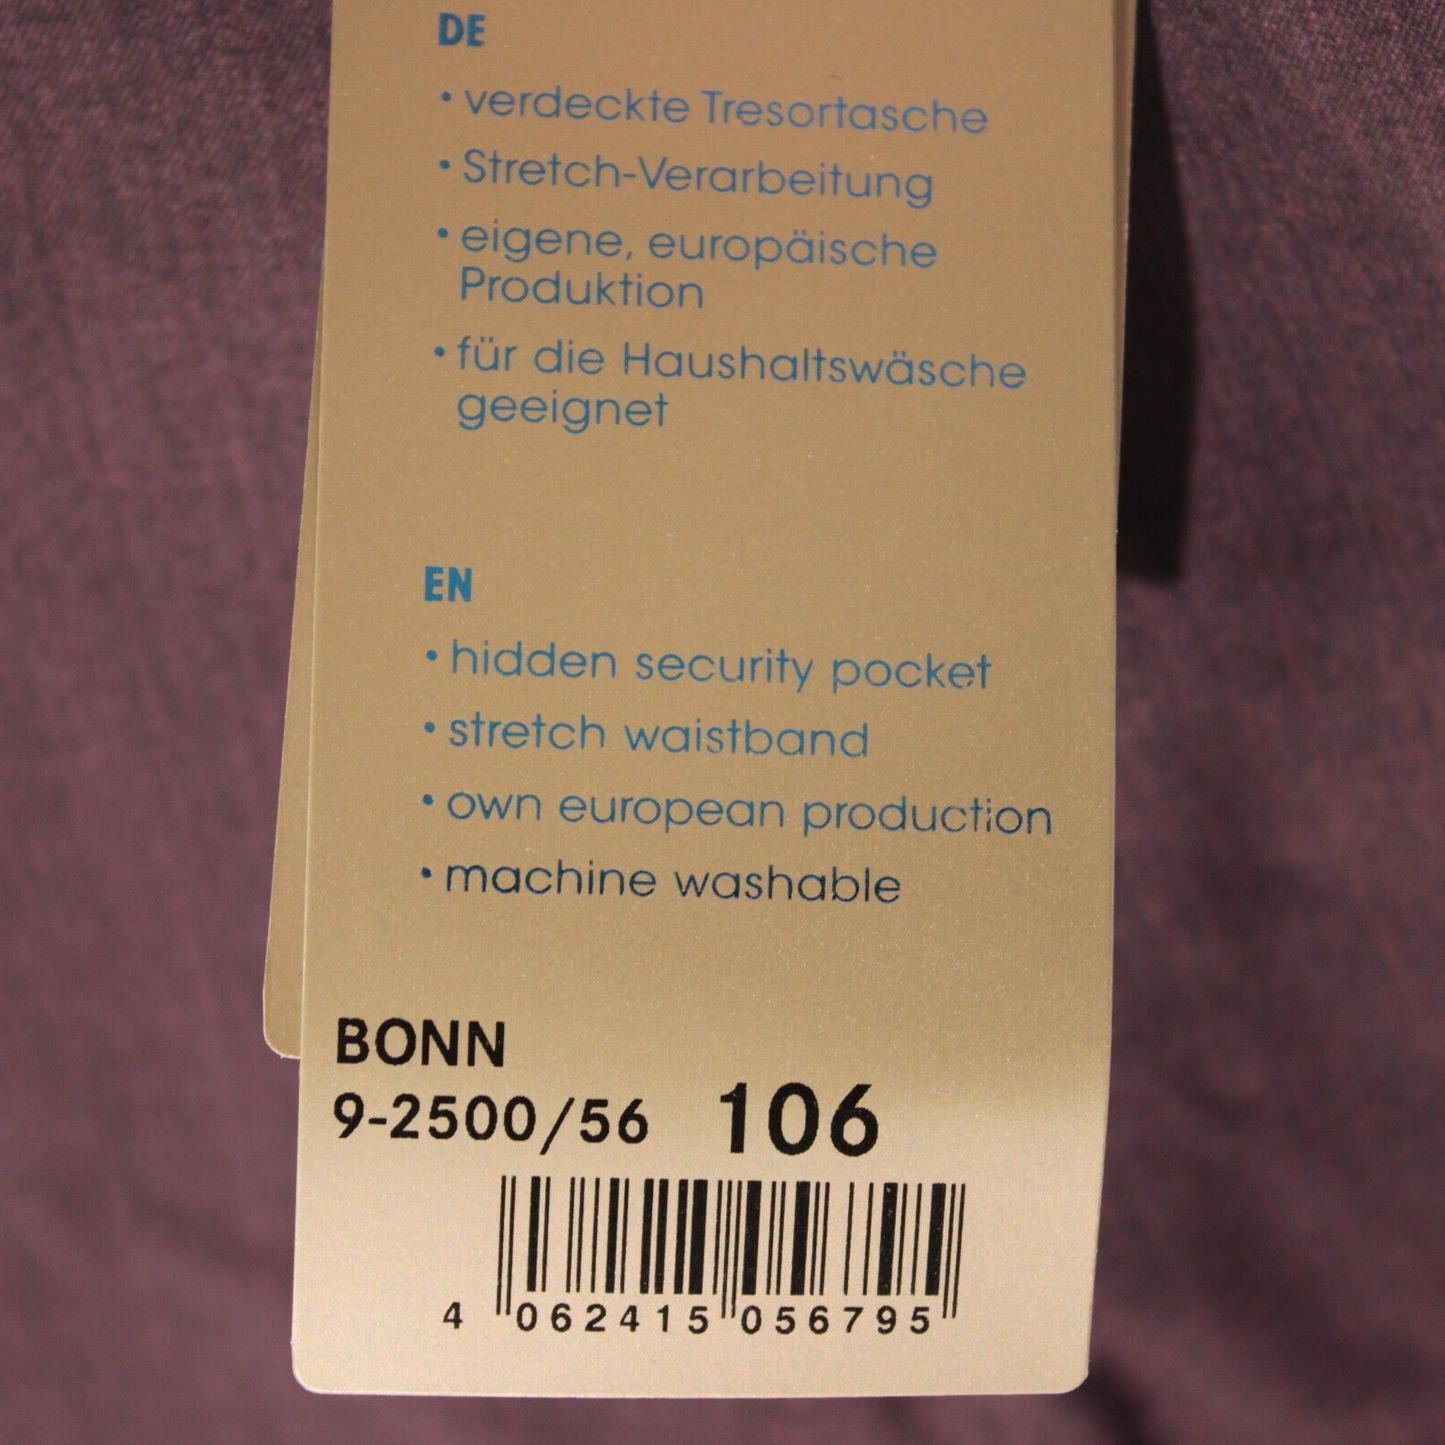 DE
• verdeckte Tresortasche
• Stretch-Verarbeitung
• eigene, europäische
Produktion
• für die Haushaltswäsche
geeignet
EN
• hidden security pocket
• stretch waistband
• own european production
• machine washable
BONN
9-2500/56 106
4 062415 056795